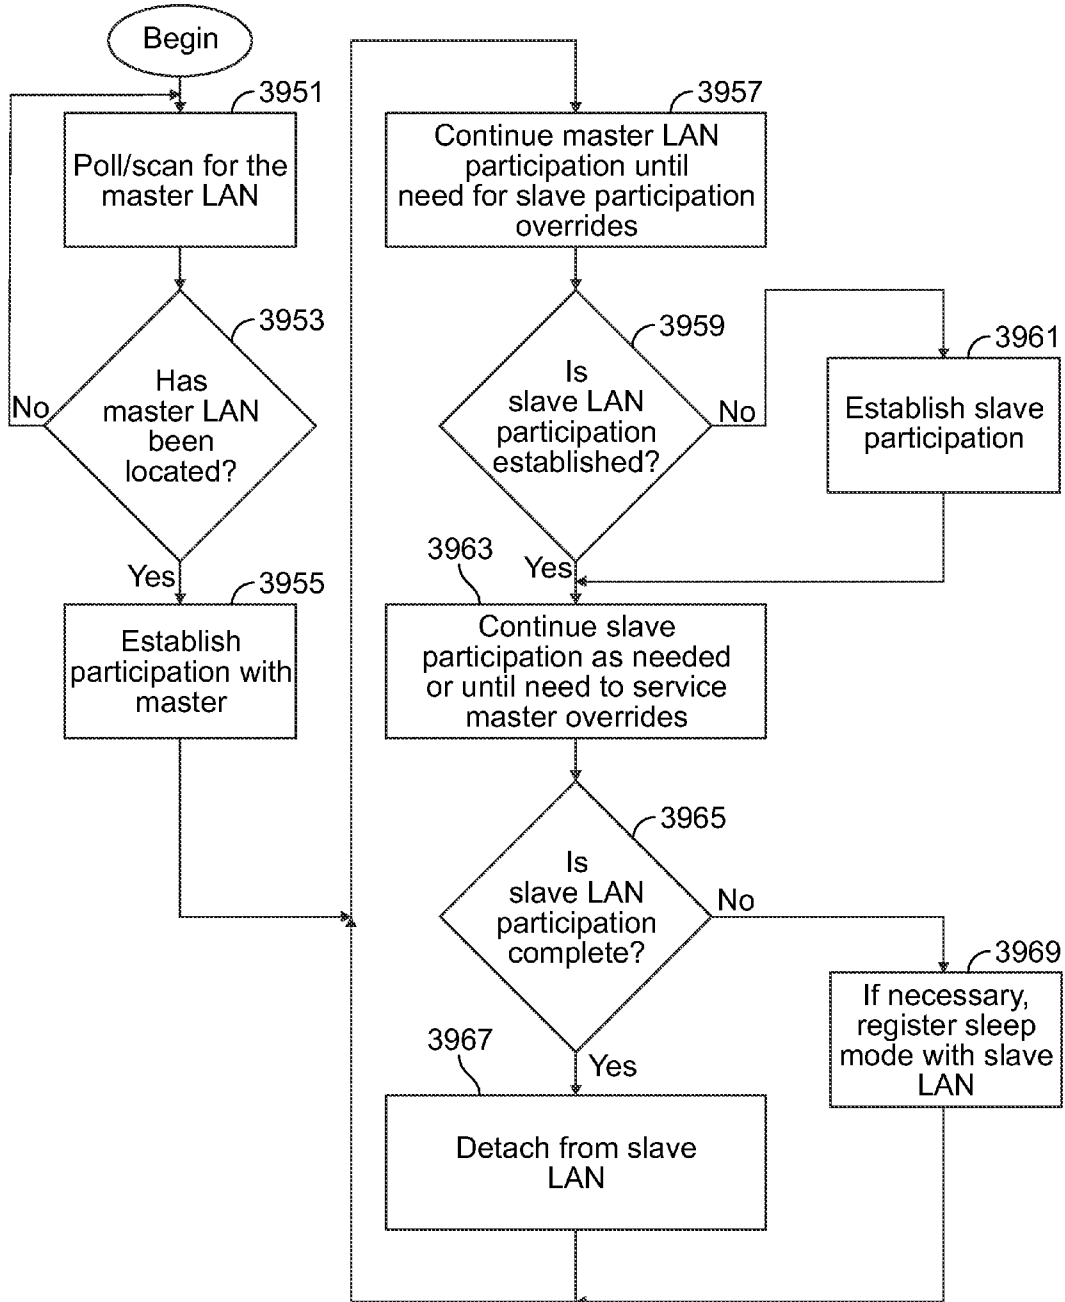 Begin
3951
Poll/scan for the
master LAN
3953
Has
master LAN
been
located?
No
Yes
3955
Establish
participation with
master
3957
Continue master LAN
participation until
need for slave participation
overrides
3959
Is
slave LAN
participation
established?
No
3961
Establish slave
participation
Yes
3963
Continue slave
participation as needed
or until need to service
master overrides
3965
Is
slave LAN
participation
complete?
No
3969
If necessary,
register sleep
mode with slave
LAN
Yes
3967
Detach from slave
LAN